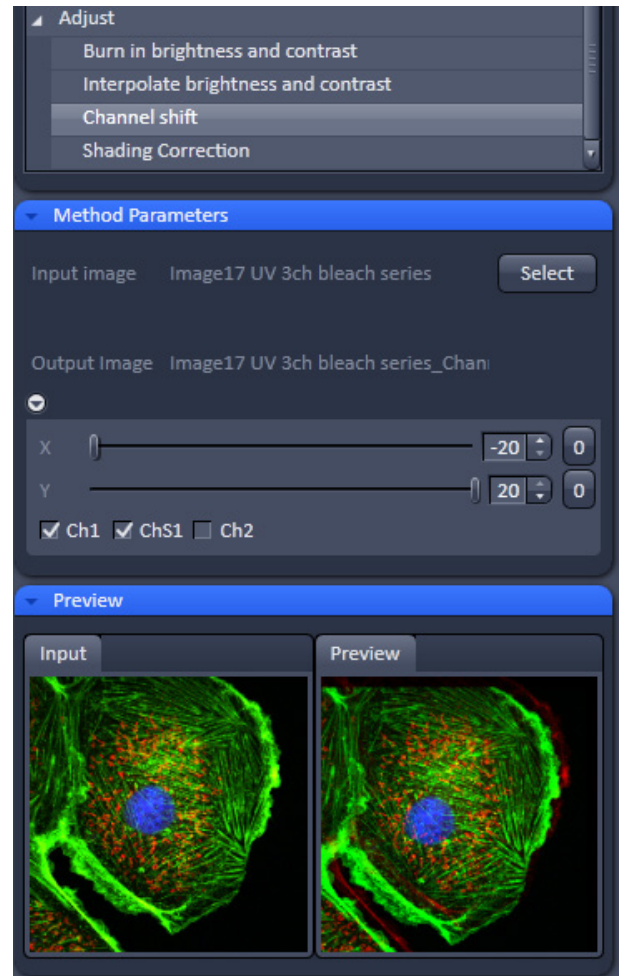 Adjust
Burn in brightness and contrast
Interpolate brightness and contrast
Channel shift
Shading Correction
Method Parameters
Input image Image17 UV 3ch bleach series Select
Output Image Image17 UV 3ch bleach series_Chan
X -20 0
Y 20 0
Ch1 ChS1 Ch2
Preview
Input Preview